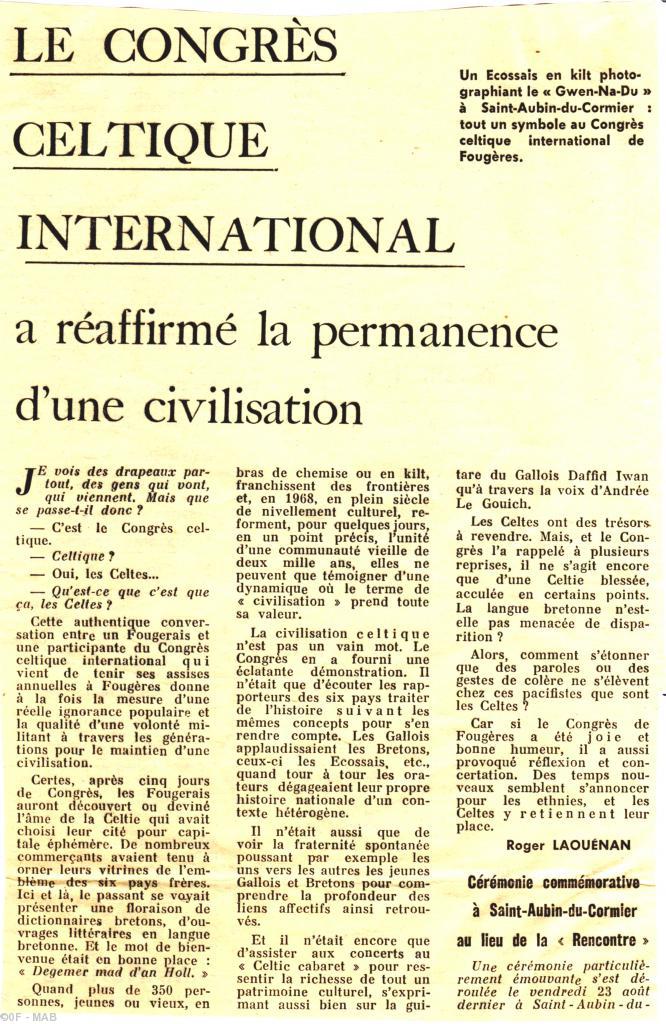 LE CONGRÈS
CELTIQUE
INTERNATIONAL
a réaffirmé la permanence
d'une civilisation
Un Ecossais en kilt photo-
graphiant le « Gwen-Na-Du »
à Saint-Aubin-du-Cormier :
tout un symbole au Congrès
celtique international de
Fougères.
JE vois des drapeaux par-
tout, des gens qui vont,
qui viennent. Mais que
se passe-t-il donc ?
— C'est le Congrès cel-
tique.
— Celtique ?
— Oui, les Celtes...
— Qu'est-ce que c'est que
ça, les Celtes ?
Cette authentique conver-
sation entre un Fougerais et
une participante du Congrès
celtique international qui
vient de tenir ses assises
annuelles à Fougères donne
à la fois la mesure d'une
réelle ignorance populaire et
la qualité d'une volonté mi-
litant à travers les généra-
tions pour le maintien d'une
civilisation.
Certes, après cinq jours
de Congrès, les Fougerais
auront découvert ou deviné
l'âme de la Celtie qui avait
choisi leur cité pour capi-
tale éphémère. De nombreux
commerçants avaient tenu à
orner leurs vitrines de l'em-
blème des six pays frères.
Ici et là, le passant se voyait
présenter une floraison de
dictionnaires bretons, d'ou-
vrages littéraires en langue
bretonne. Et le mot de bien-
venue était en bonne place :
« Degemer mad d'an Holl. »
Quand plus de 350 per-
sonnes, jeunes ou vieux, en
bras de chemise ou en kilt,
franchissent des frontières
et, en 1968, en plein siècle
de nivellement culturel, re-
forment, pour quelques jours,
en un point précis, l'unité
d'une communauté vieille de
deux mille ans, elles ne
peuvent que témoigner d'une
dynamique où le terme de
« civilisation » prend toute
sa valeur.
La civilisation celtique
n'est pas un vain mot. Le
Congrès en a fourni une
éclatante démonstration. Il
n'était que d'écouter les rap-
porteurs des six pays traiter
de l'histoire suivant les
mêmes concepts pour s'en
rendre compte. Les Gallois
applaudissaient les Bretons,
ceux-ci les Ecossais, etc.,
quand tour à tour les ora-
teurs dégageaient leur propre
histoire nationale d'un con-
texte hétérogène.
Il n'était aussi que de
voir la fraternité spontanée
poussant par exemple les
uns vers les autres les jeunes
Gallois et Bretons pour com-
prendre la profondeur des
liens affectifs ainsi retrou-
vés.
Et il n'était encore que
d'assister aux concerts au
« Celtic cabaret » pour res-
sentir la richesse de tout un
patrimoine culturel, s'expri-
mant aussi bien sur la gui-
tare du Gallois Daffid Iwan
qu'à travers la voix d'Andrée
Le Gouich.
Les Celtes ont des trésors
à revendre. Mais, et le Con-
grès l'a rappelé à plusieurs
reprises, il ne s'agit encore
que d'une Celtie blessée,
acculée en certains points.
La langue bretonne n'est-
elle pas menacée de dispa-
rition ?
Alors, comment s'étonner
que des paroles ou des
gestes de colère ne s'élèvent
chez ces pacifistes que sont
les Celtes ?
Car si le Congrès de
Fougères a été joie et
bonne humeur, il a aussi
provoqué réflexion et con-
certation. Des temps nou-
veaux semblent s'annoncer
pour les ethnies, et les
Celtes y retiennent leur
place.
Roger LAOUÉNAN
Cérémonie commémorative
à Saint-Aubin-du-Cormier
au lieu de la « Rencontre »
Une cérémonie particuliè-
rement émouvante s'est dé-
roulée le vendredi 23 août
dernier à Saint-Aubin-du-
©OF - MAB